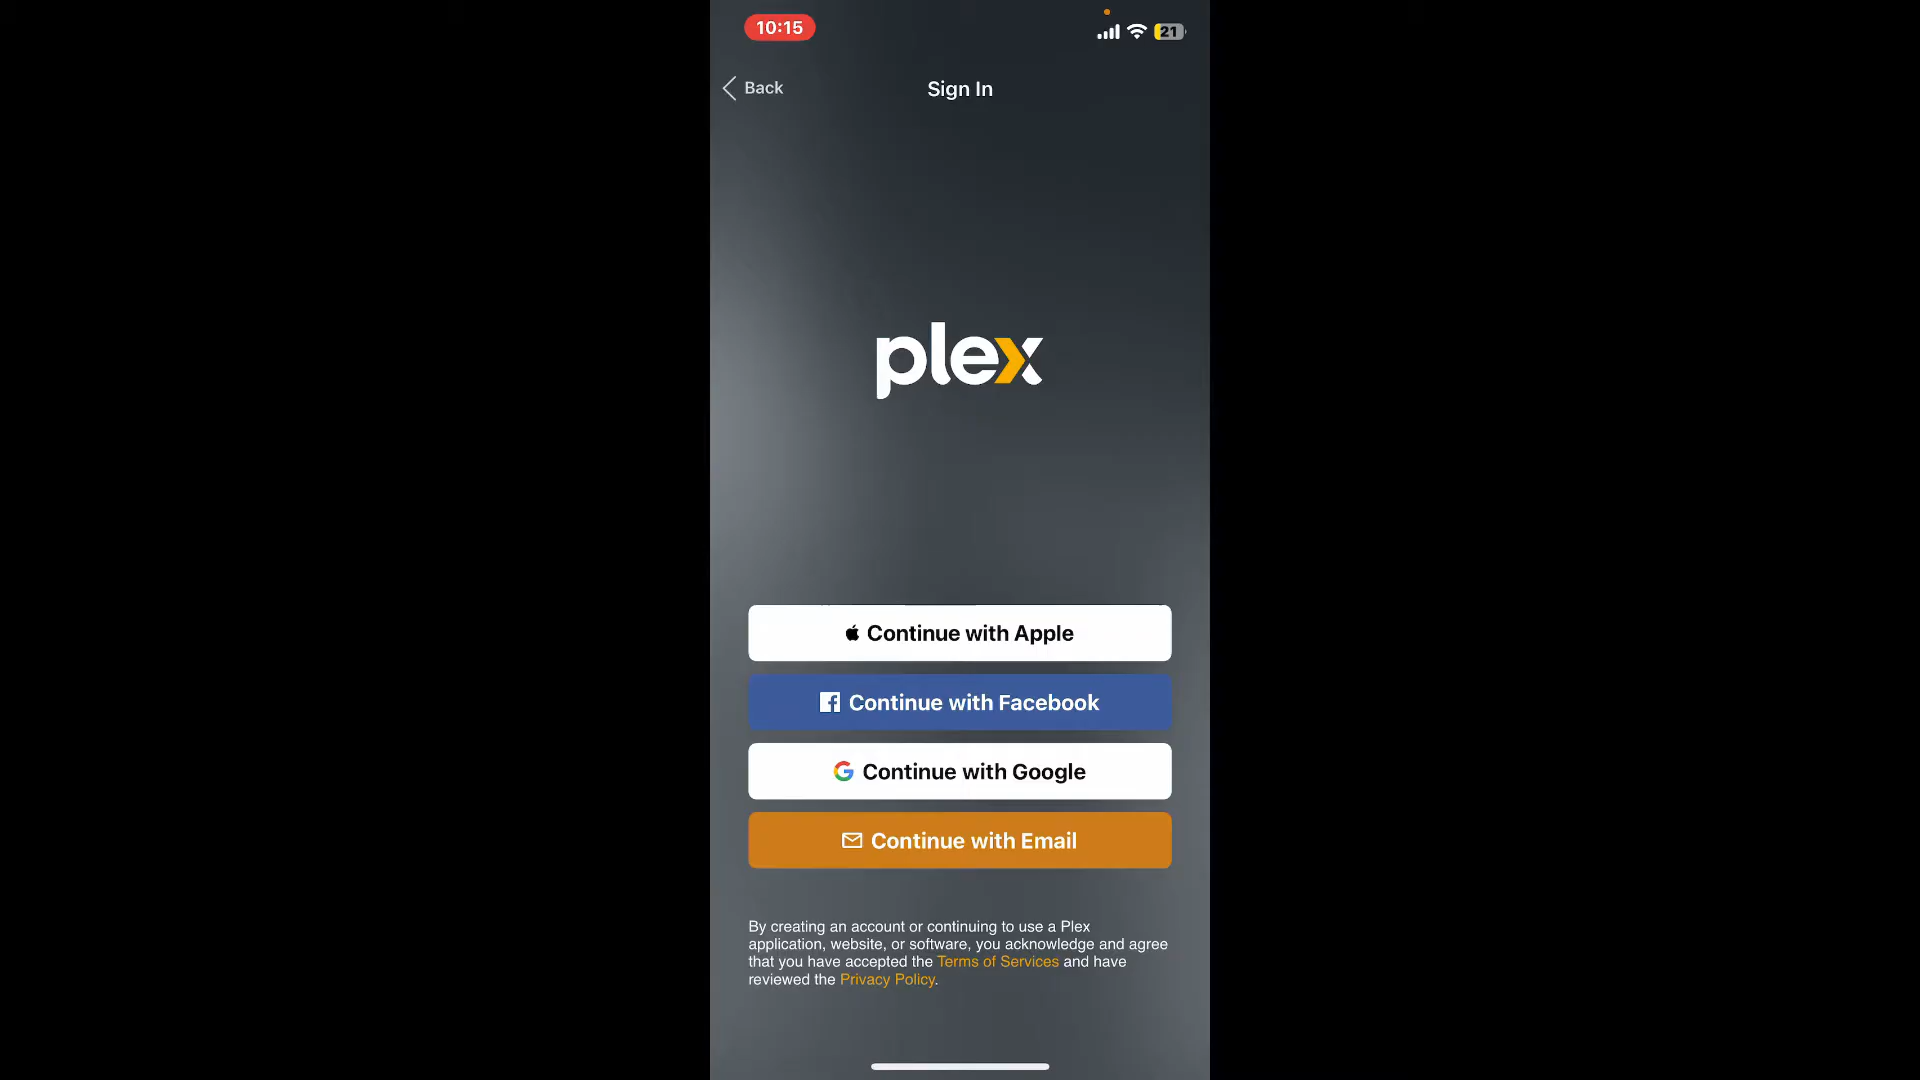 10:15
21
Back
Sign In
plex
Continue with Apple
Continue with Facebook
Continue with Google
Continue with Email
By creating an account or continuing to use a Plex
application, website, or software, you acknowledge and agree
that you have accepted the Terms of Services and have
reviewed the Privacy Policy.